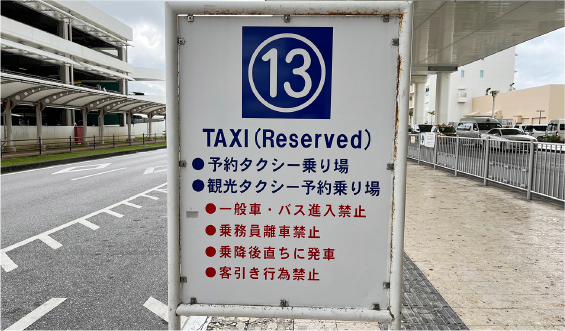 13
TAXI(Reserved)
●予約タクシー乗り場
●観光タクシー予約乗り場
●一般車・バス進入禁止
●乗務員離車禁止
●乗降後直ちに発車
●客引き行為禁止